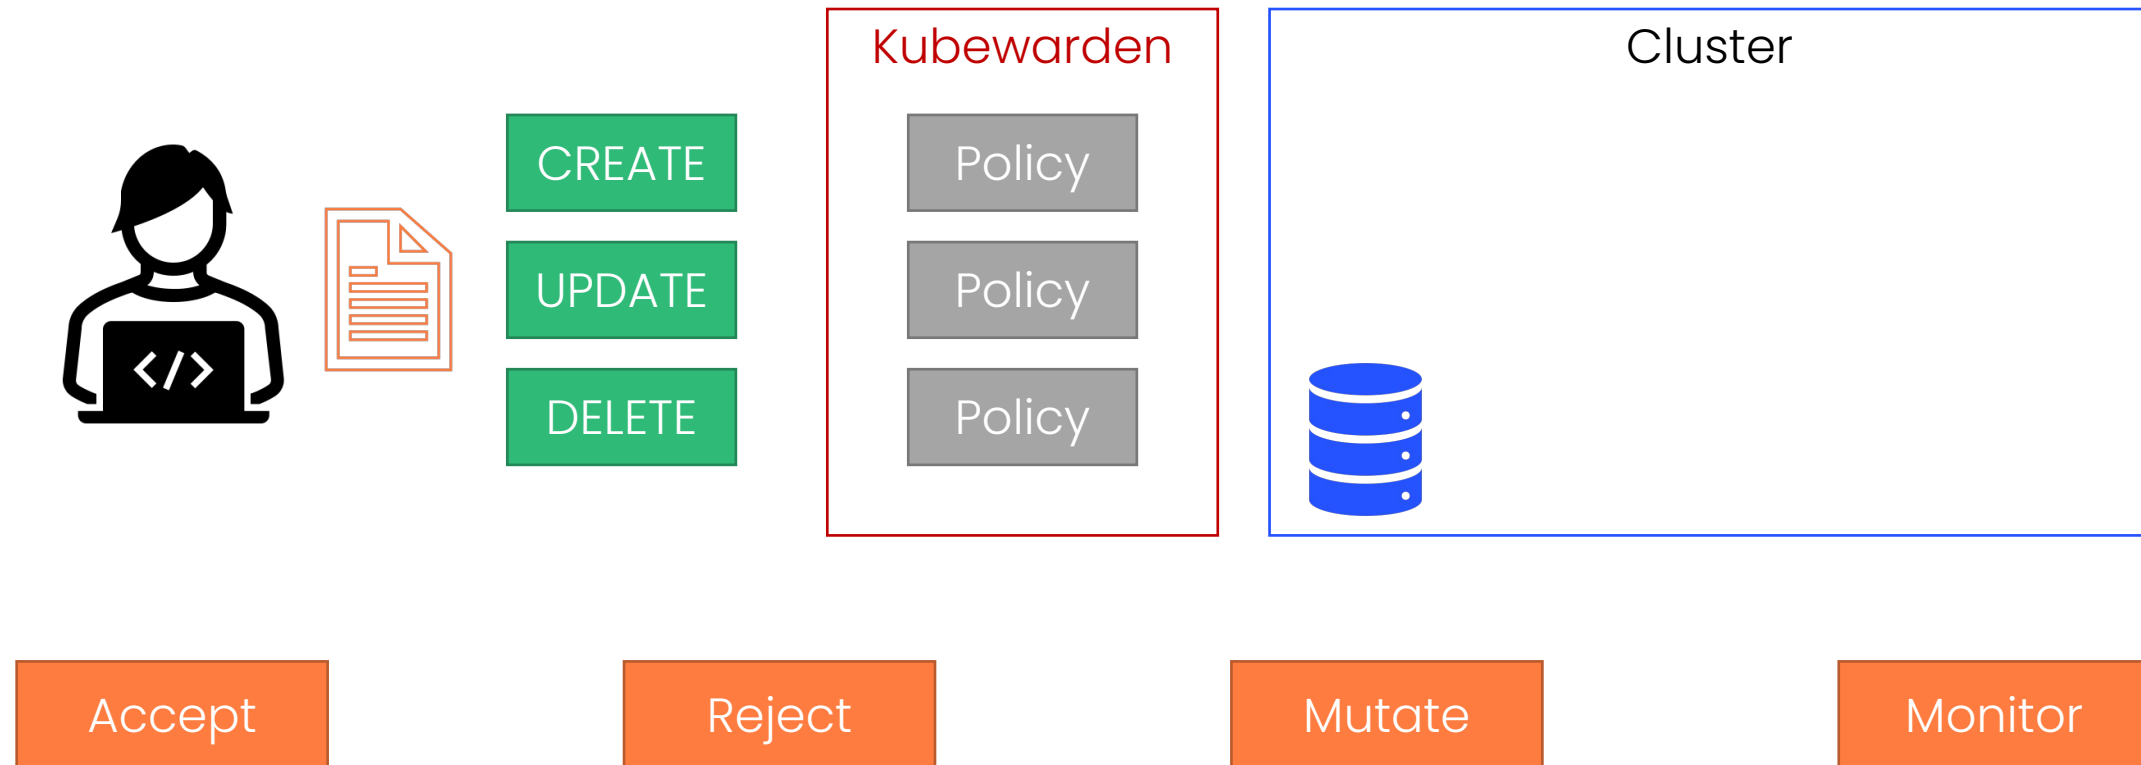 Kubewarden
Cluster
CREATE
Policy
UPDATE
Policy
</>
DELETE
Policy
Accept
Reject
Mutate
Monitor